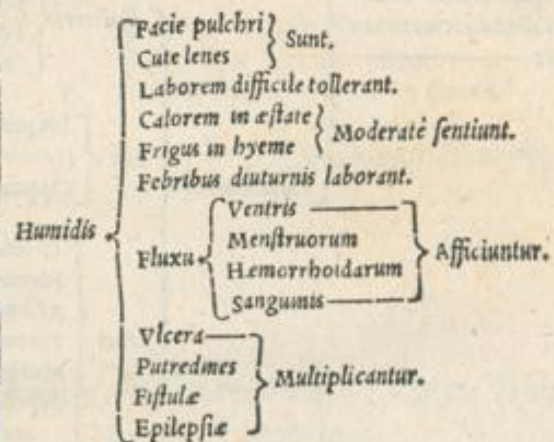 Facie pulchri
Cute lenes
Sunt.
Laborem difficile tollerant.
Calorem in æſtate
Frigus in hyeme
Moderatè ſentiunt.
Febribus diuturnis laborant.
Humidis
Fluxu
Ventris
Menſtruorum
Hæmorrhoidarum
Sanguinis
Afficiuntur.
Vlcera
Putredines
Fiſtulæ
Epilepſiæ
Multiplicantur.